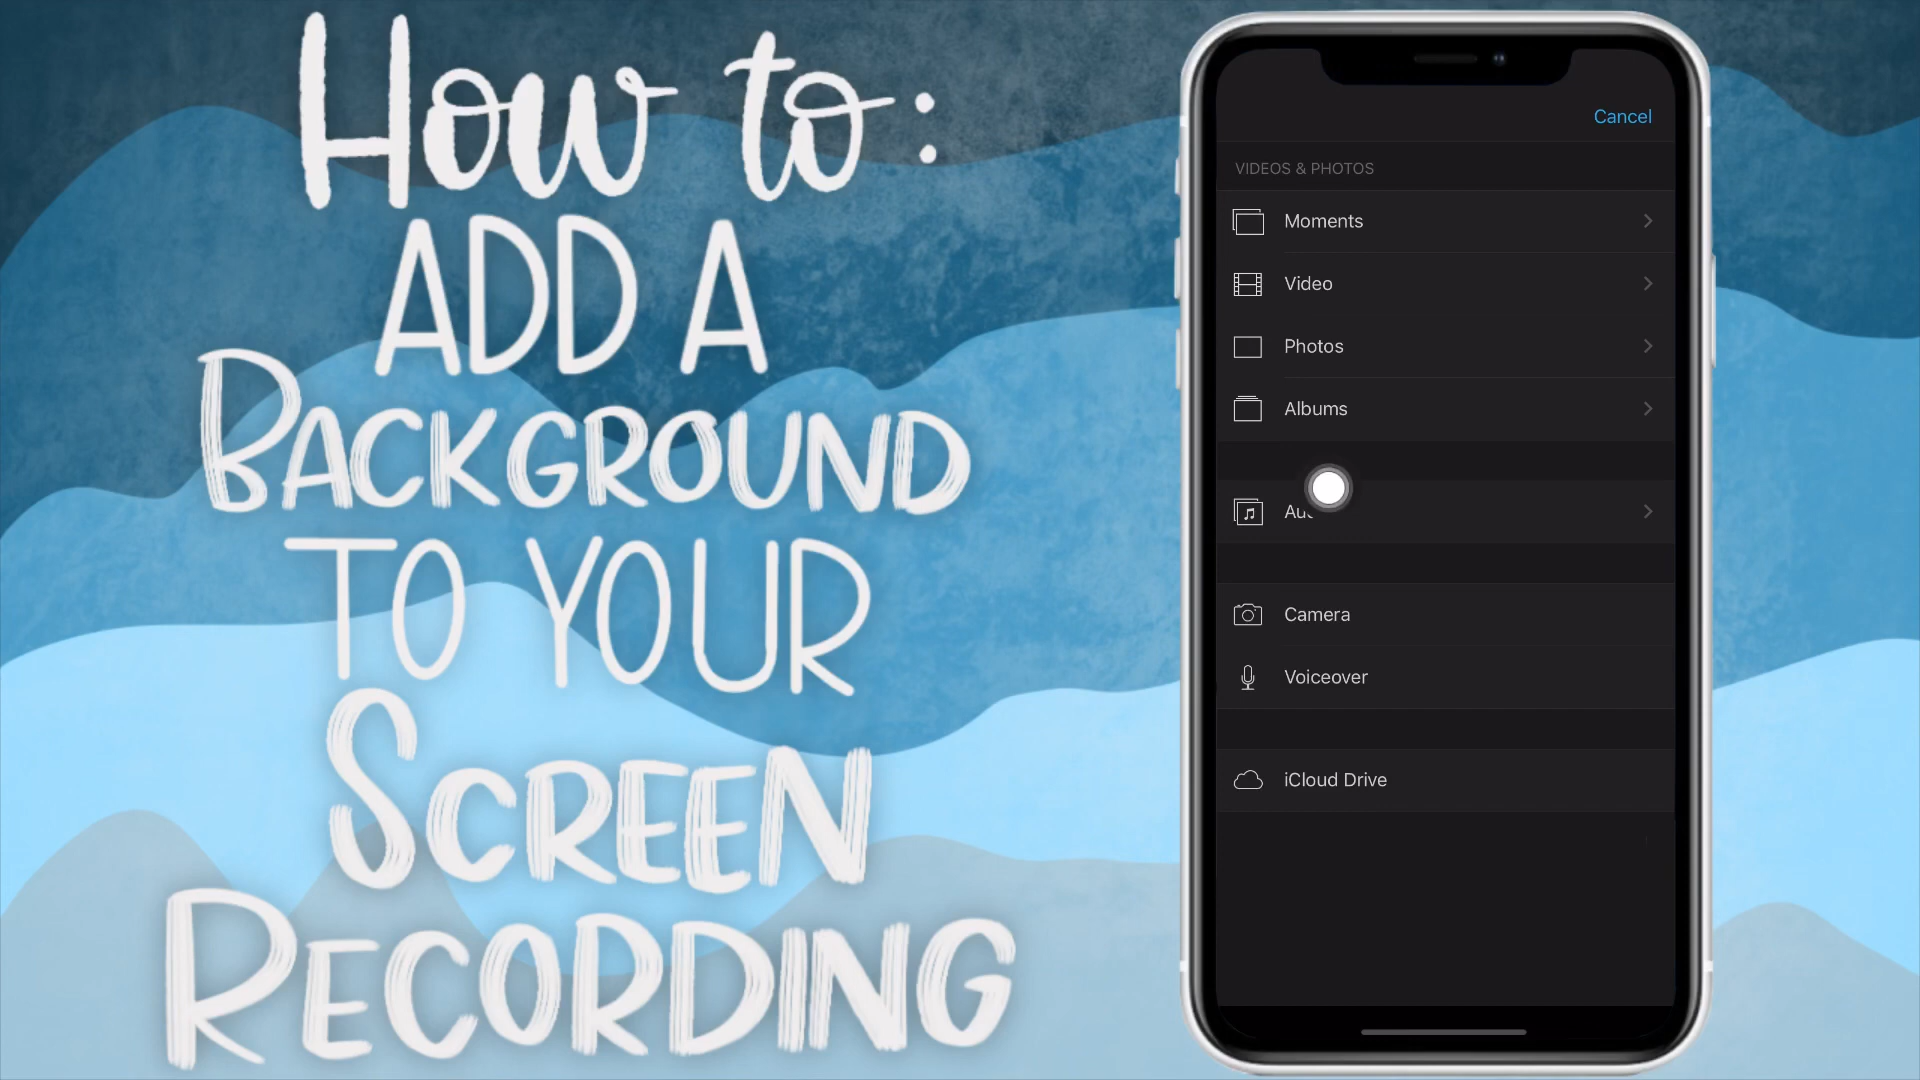 How to:
ADD A
BACKGROUND
TO YOUR
SCREEN
RECORDING
Cancel
VIDEOS & PHOTOS
Moments
Video
Photos
Albums
Camera
Voiceover
iCloud Drive